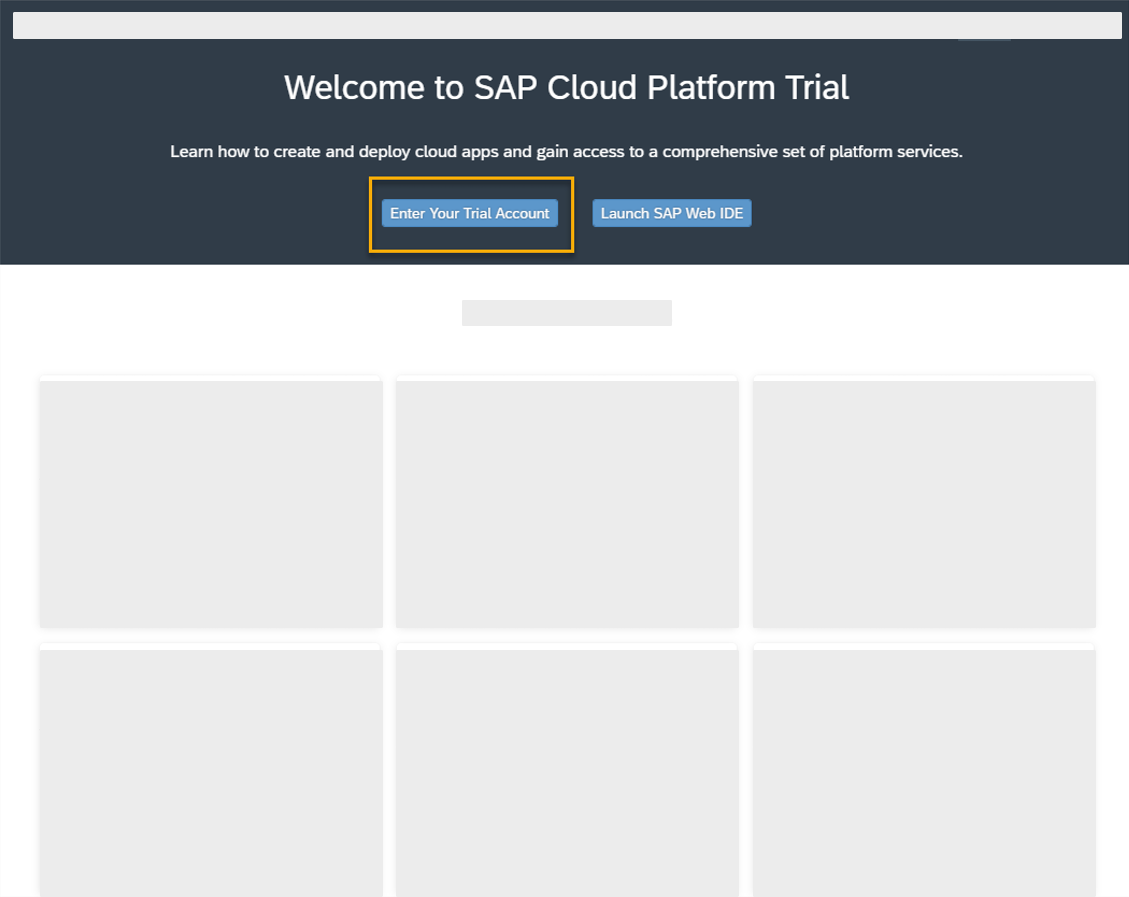 Welcome to SAP Cloud Platform Trial
Learn how to create and deploy cloud apps and gain access to a comprehensive set of platform services.
Enter Your Trial Account
Launch SAP Web IDE